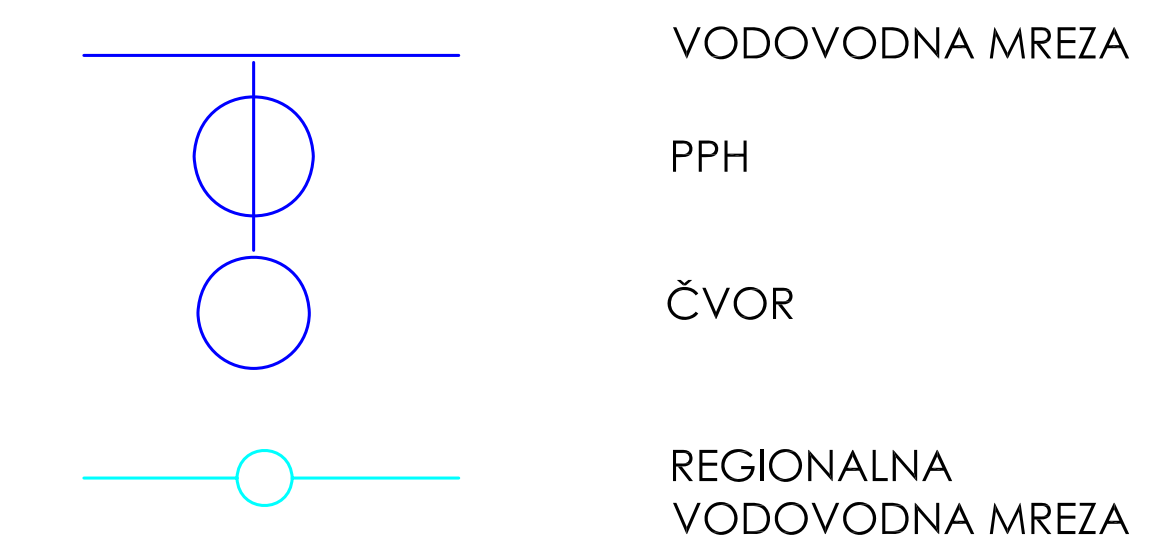 VODOVODNA MREZA
PPH
ČVOR
REGIONALNA
VODOVODNA MREZA